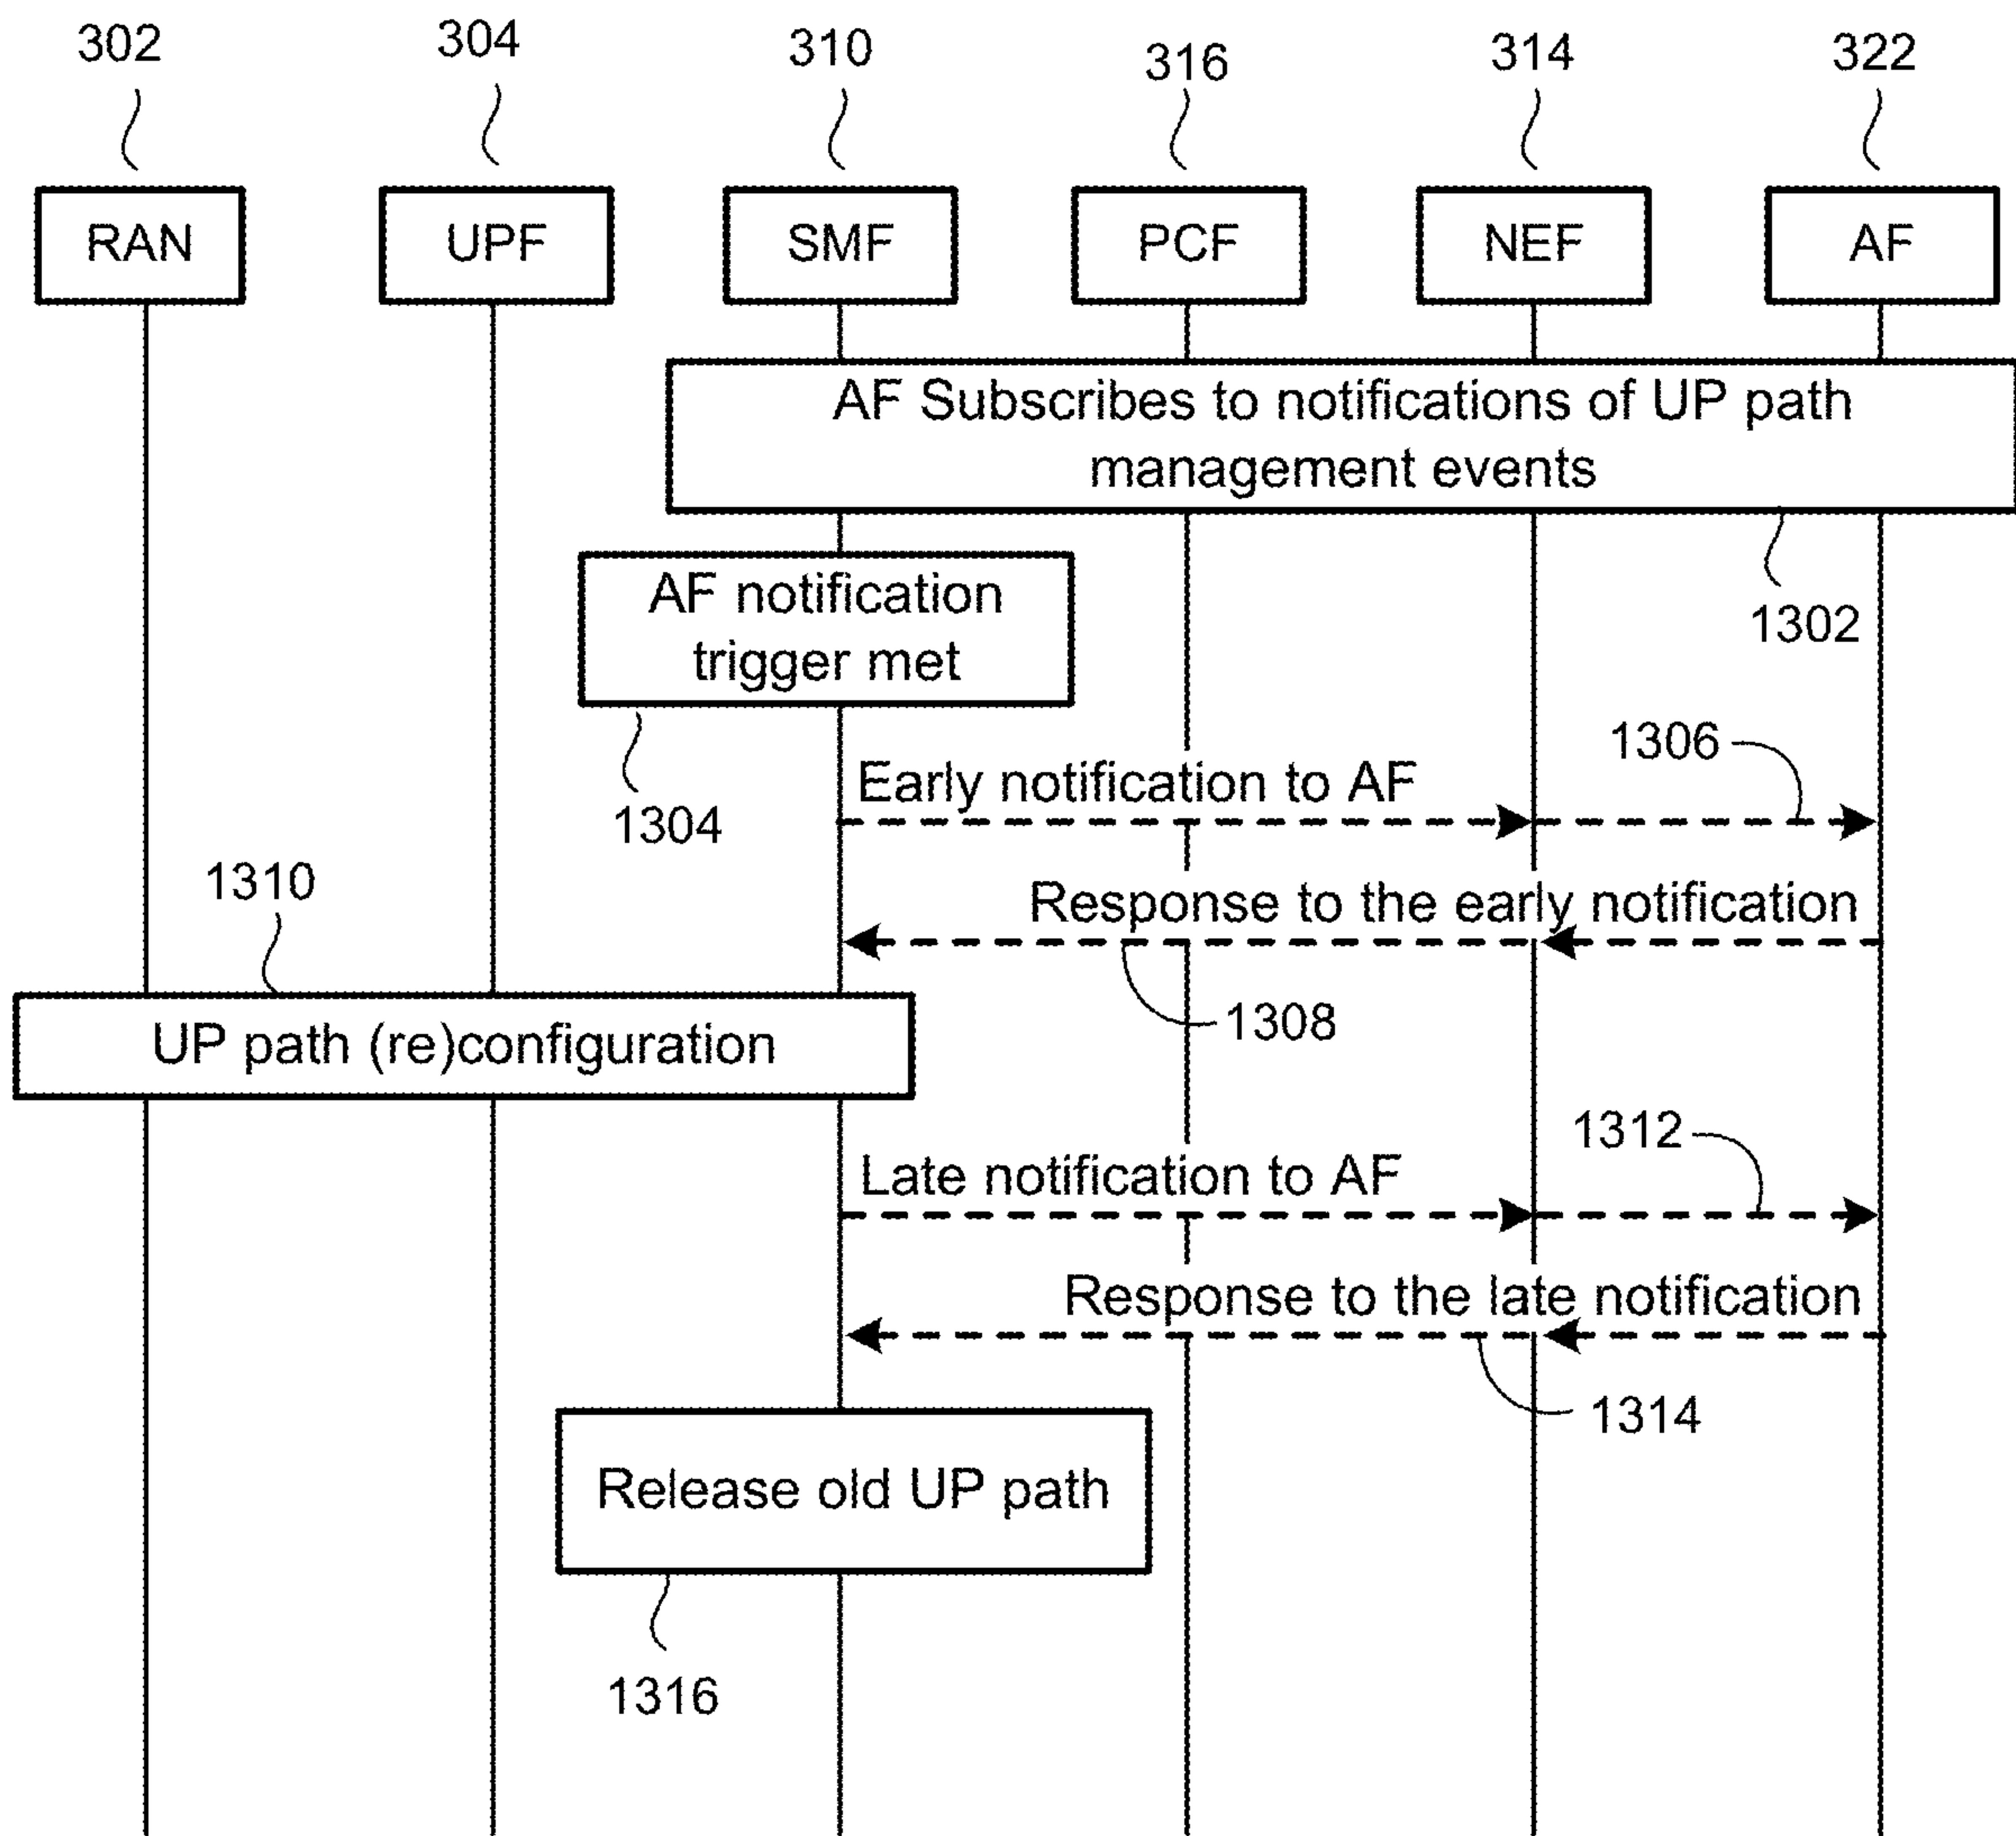 302 304 310 316 314 322
RAN UPF SMF PCF NEF AF
AF Subscribes to notifications of UP path
management events
1302
AF notification
trigger met
1304
Early notification to AF
1306
Response to the early notification
1308
1310
UP path (re)configuration
Late notification to AF
1312
Response to the late notification
1314
Release old UP path
1316